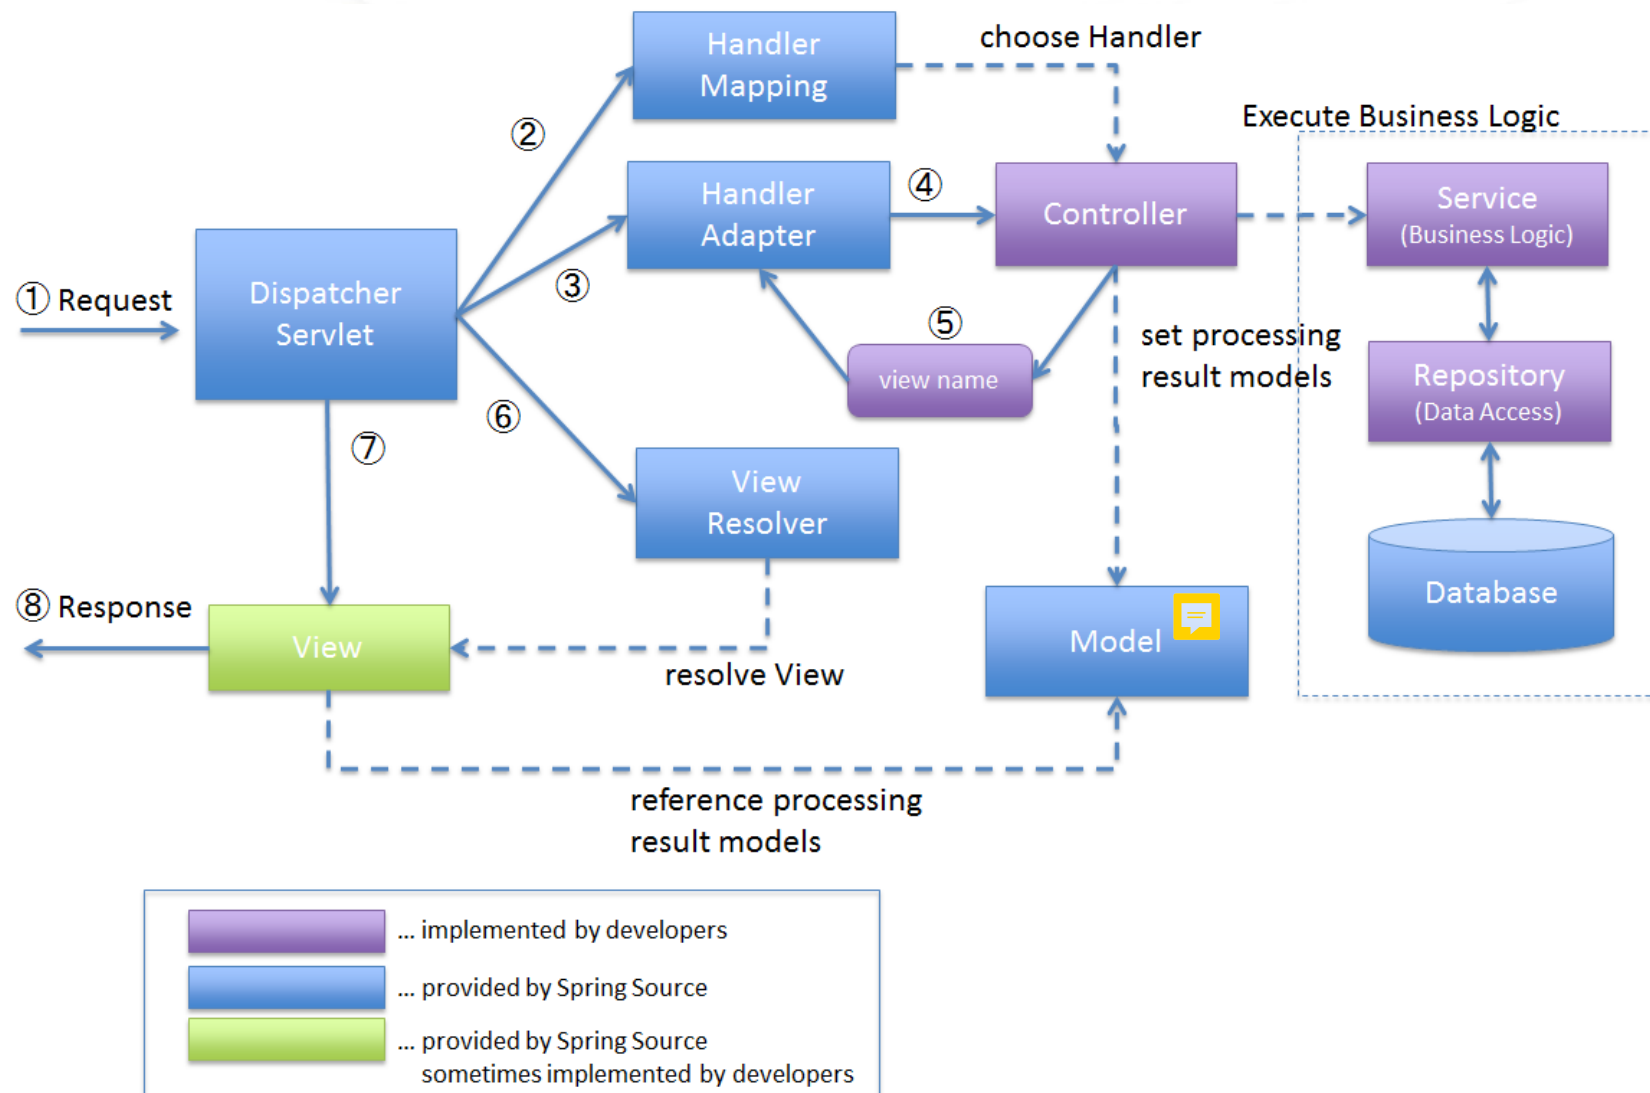 Handler
Mapping
choose Handler
②
Execute Business Logic
Handler
Adapter
④
Controller
Service
(Business Logic)
① Request
Dispatcher
Servlet
③
⑤
view name
set processing
result models
Repository
(Data Access)
⑥
⑦
View
Resolver
⑧ Response
View
resolve View
Model
Database
reference processing
result models
... implemented by developers
... provided by Spring Source
... provided by Spring Source
sometimes implemented by developers